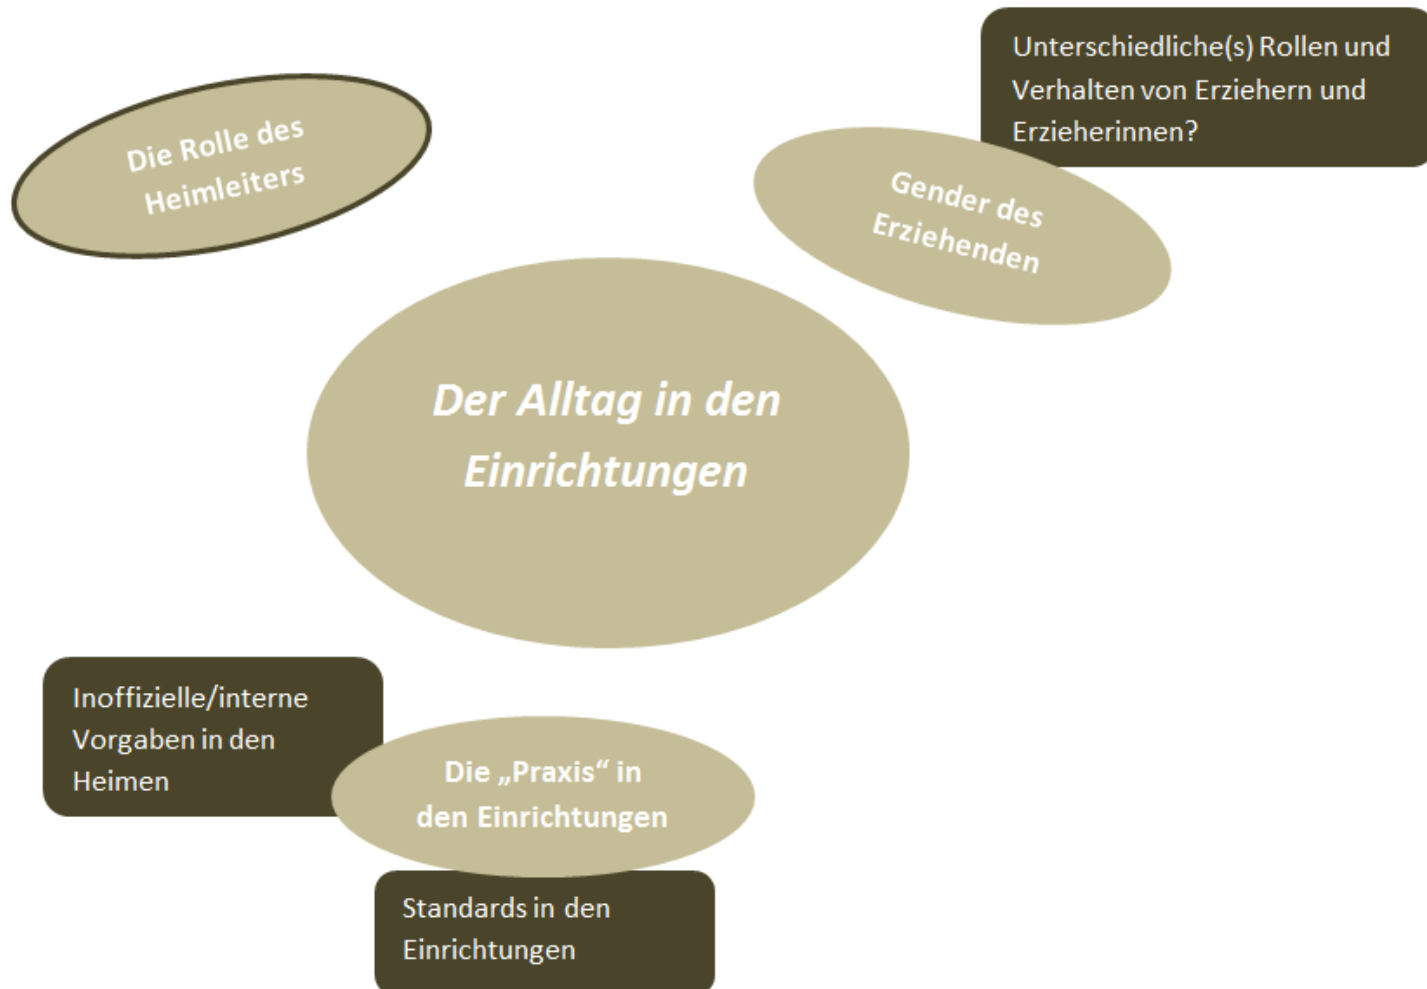 Unterschiedliche(s) Rollen und
Verhalten von Erziehern und
Erzieherinnen?
Die Rolle des
Heimleiters
Gender des
Erziehenden
Der Alltag in den
Einrichtungen
Inoffizielle/interne
Vorgaben in den
Heimen
Die „Praxis“ in
den Einrichtungen
Standards in den
Einrichtungen